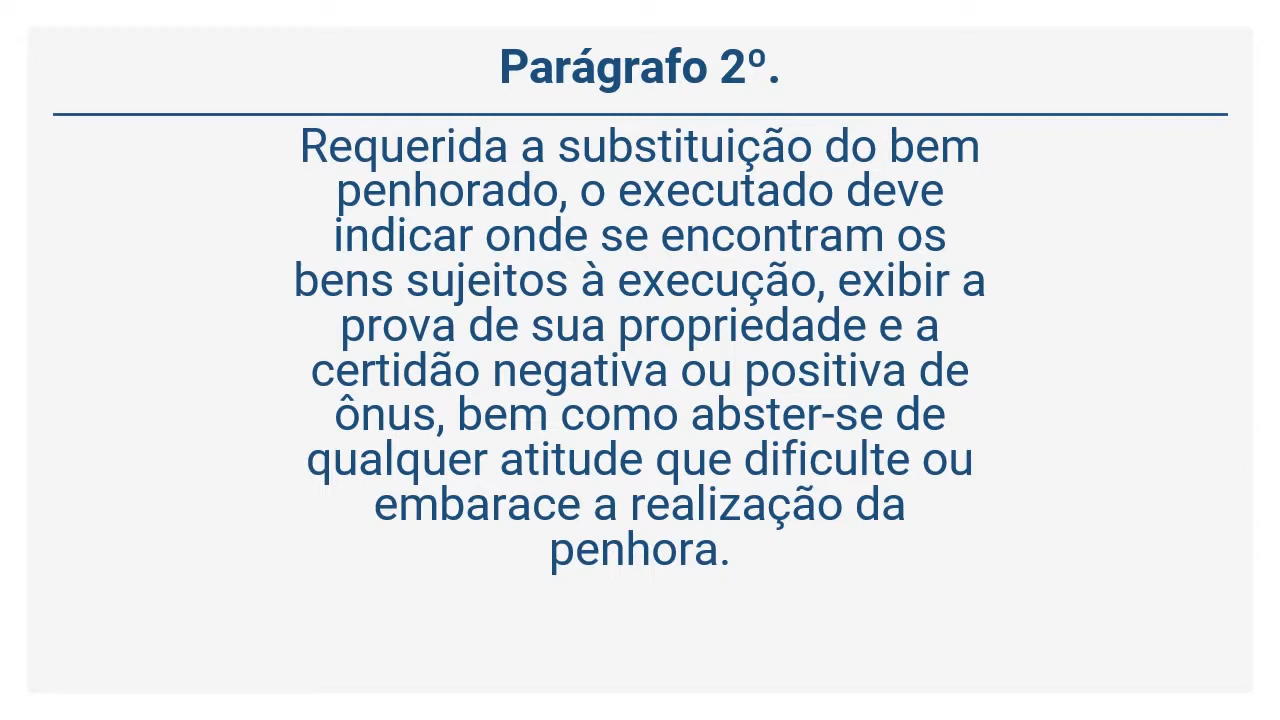 Parágrafo 2º.
Requerida a substituição do bem
penhorado, o executado deve
indicar onde se encontram os
bens sujeitos à execução, exibir a
prova de sua propriedade e a
certidão negativa ou positiva de
ônus, bem como abster-se de
qualquer atitude que dificulte ou
embarace a realização da
penhora.